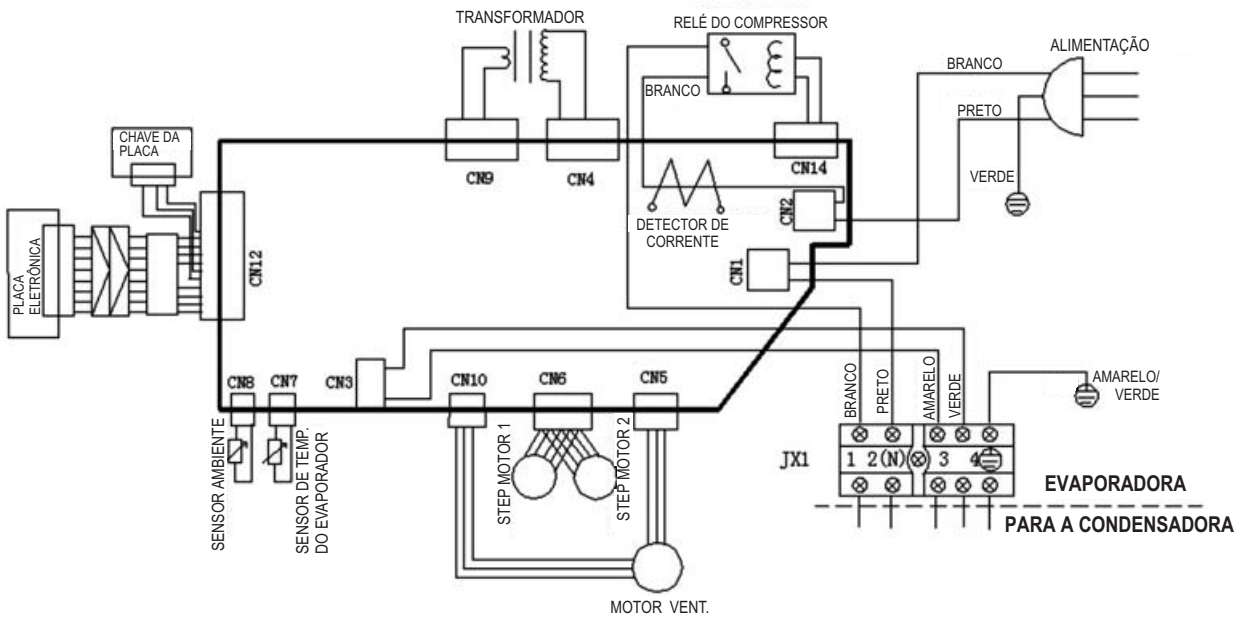 TRANSFORMADOR
RELÉ DO COMPRESSOR
ALIMENTAÇÃO
BRANCO
BRANCO
PRETO
VERDE
CHAVE DA
PLACA
CN9
CN4
CN14
CN2
DETECTOR DE
CORRENTE
CN1
CN12
PLACA
ELETRÔNICA
CN8
CN7
CN3
CN10
CN6
CN5
SENSOR AMBIENTE
SENSOR DE TEMP.
DO EVAPORADOR
STEP MOTOR 1
STEP MOTOR 2
MOTOR VENT.
BRANCO
PRETO
AMARELO
VERDE
AMARELO/
VERDE
JX1
1 2(N) 3 4
EVAPORADORA
PARA A CONDENSADORA